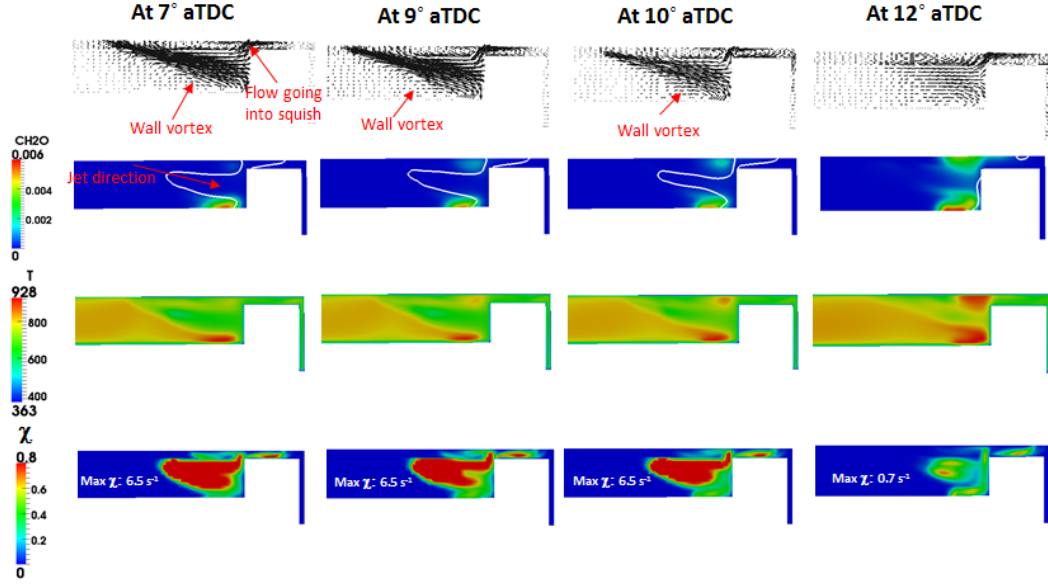 At 7° aTDC
At 9° aTDC
At 10° aTDC
At 12° aTDC
Wall vortex
Flow going
into squish
Wall vortex
Wall vortex
CH2O
0.006
0.004
0.002
0
Jet direction
T
928
800
600
400
363
χ
0.8
0.6
0.4
0.2
0
Max χ: 6.5 s-1
Max χ: 6.5 s-1
Max χ: 6.5 s-1
Max χ: 0.7 s-1